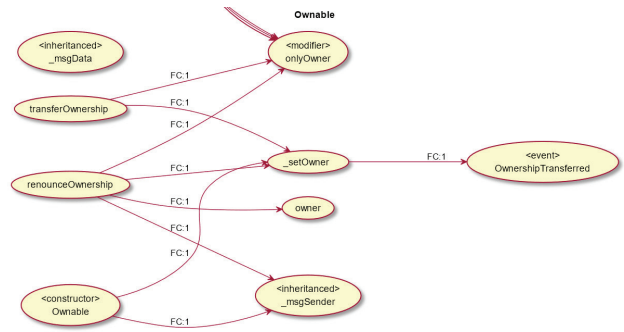 Ownable
<inheritanced>
_msgData
<modifier>
onlyOwner
FC:1
transferOwnership
FC:1
FC:1
_setOwner
FC:1
<event>
OwnershipTransferred
FC:1
renounceOwnership
FC:1
owner
FC:1
FC:1
<constructor>
Ownable
<inheritanced>
_msgSender
FC:1